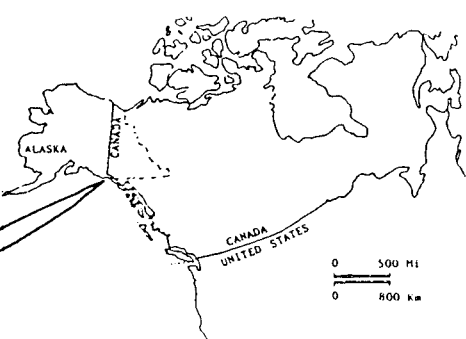 ALASKA
CANADA
CANADA
UNITED STATES
0 500 Mi
0 800 Km